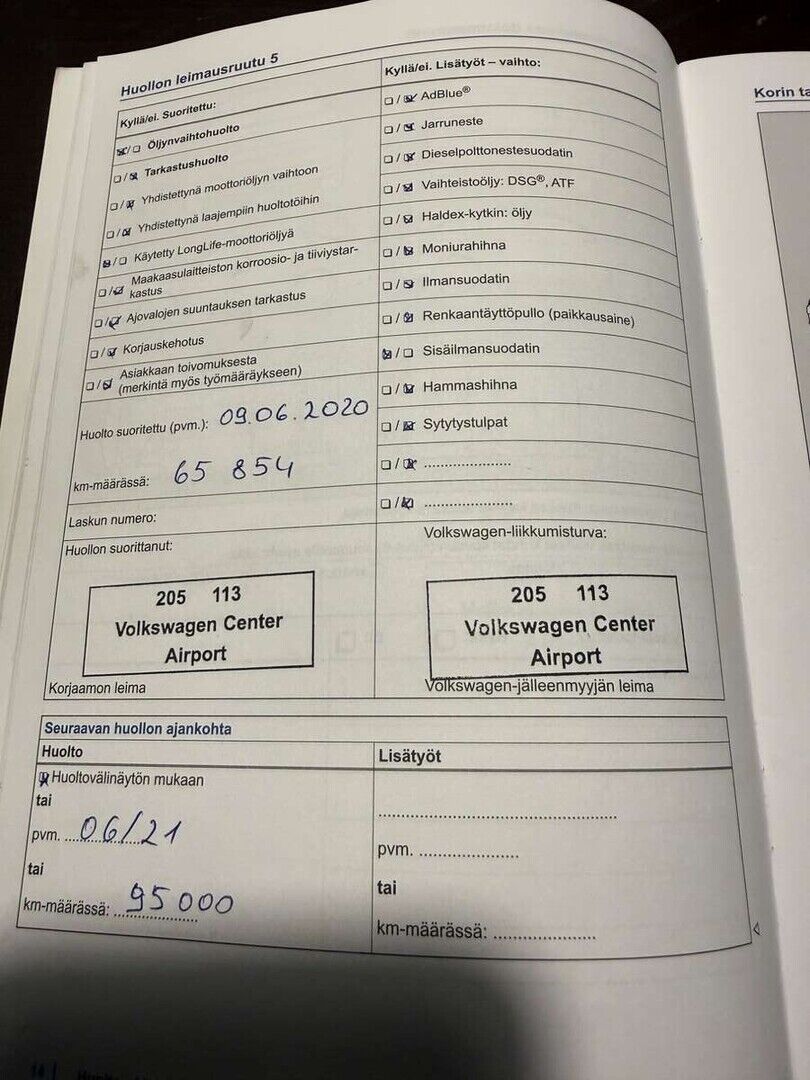 Huollon leimausruutu 5
Kyllä/ei. Suoritettu:
☒/☐ Öljynvaihtohuolto
☐/☒ Tarkastushuolto
☐/☒ Yhdistettynä moottoriöljyn vaihtoon
☐/☒ Yhdistettynä laajempiin huoltotöihin
☒/☐ Käytetty LongLife-moottoriöljyä
☐/☒ Maakaasulaitteiston korroosio- ja tiiviystar-
kastus
☐/☒ Ajovalojen suuntauksen tarkastus
☐/☒ Korjauskehotus
☐/☒ Asiakkaan toivomuksesta
(merkintä myös työmääräykseen)
Huolto suoritettu (pvm.): 09.06.2020
km-määrässä: 65 854
Laskun numero:
Huollon suorittanut:
205 113
Volkswagen Center
Airport
Korjaamon leima
Kyllä/ei. Lisätyöt – vaihto:
☐/☒ AdBlue®
☐/☒ Jarruneste
☐/☒ Dieselpolttonestesuodatin
☐/☒ Vaihteistoöljy: DSG®, ATF
☐/☒ Haldex-kytkin: öljy
☐/☒ Moniurahihna
☐/☒ Ilmansuodatin
☐/☒ Renkaantäyttöpullo (paikkausaine)
☒/☐ Sisäilmansuodatin
☐/☒ Hammashihna
☐/☒ Sytytystulpat
☐/☒ ......................
☐/☒ ......................
Volkswagen-liikkumisturva:
205 113
Volkswagen Center
Airport
Volkswagen-jälleenmyyjän leima
Seuraavan huollon ajankohta
Huolto
☒ Huoltovälinäytön mukaan
tai
pvm. 06/21
tai
km-määrässä: 95 000
Lisätyöt
............................................................
pvm. .........................
tai
km-määrässä: .........................
Korin ta